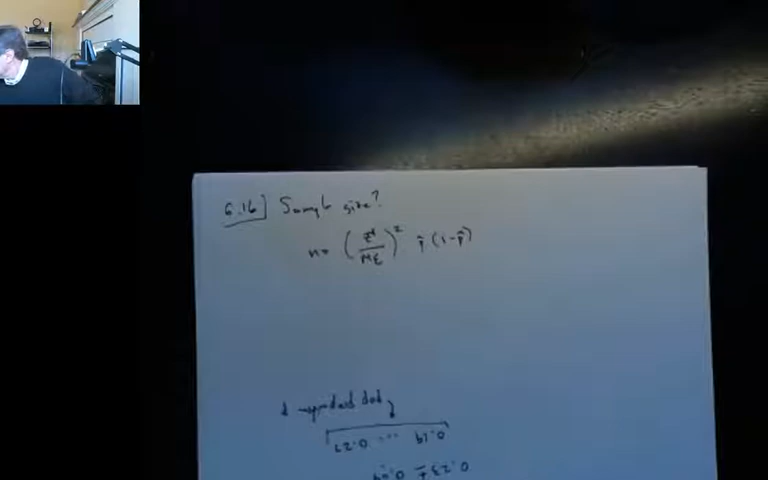 6.16] Sample size?
n = (z*/ME)² p̂ (1-p̂)
0.19 ... 0.27
0.23 ± 0.04